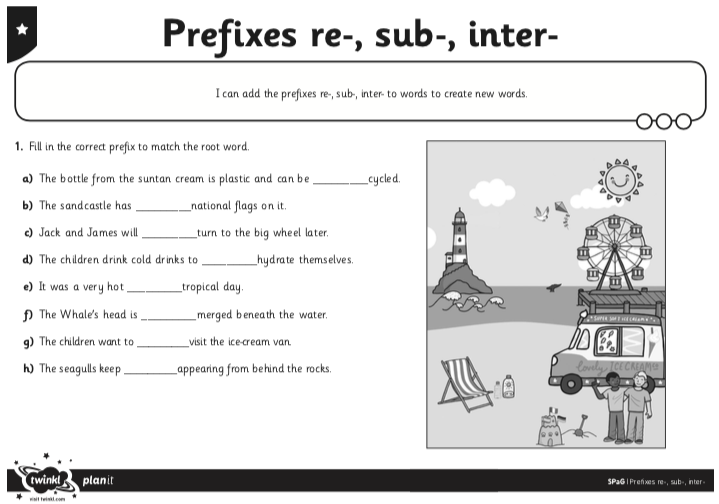 Prefixes re-, sub-, inter-
I can add the prefixes re-, sub-, inter- to words to create new words.
1. Fill in the correct prefix to match the root word.
a) The bottle from the suntan cream is plastic and can be _________cycled.
b) The sandcastle has _________national flags on it.
c) Jack and James will _________turn to the big wheel later.
d) The children drink cold drinks to _________hydrate themselves.
e) It was a very hot _________tropical day.
f) The Whale's head is _________merged beneath the water.
g) The children want to _________visit the ice-cream van.
h) The seagulls keep _________appearing from behind the rocks.
SUPER SOFT ICE CREAM
Lovely ICE CREAMS
twinkl planit
visit twinkl.com
SPaG | Prefixes re-, sub-, inter-